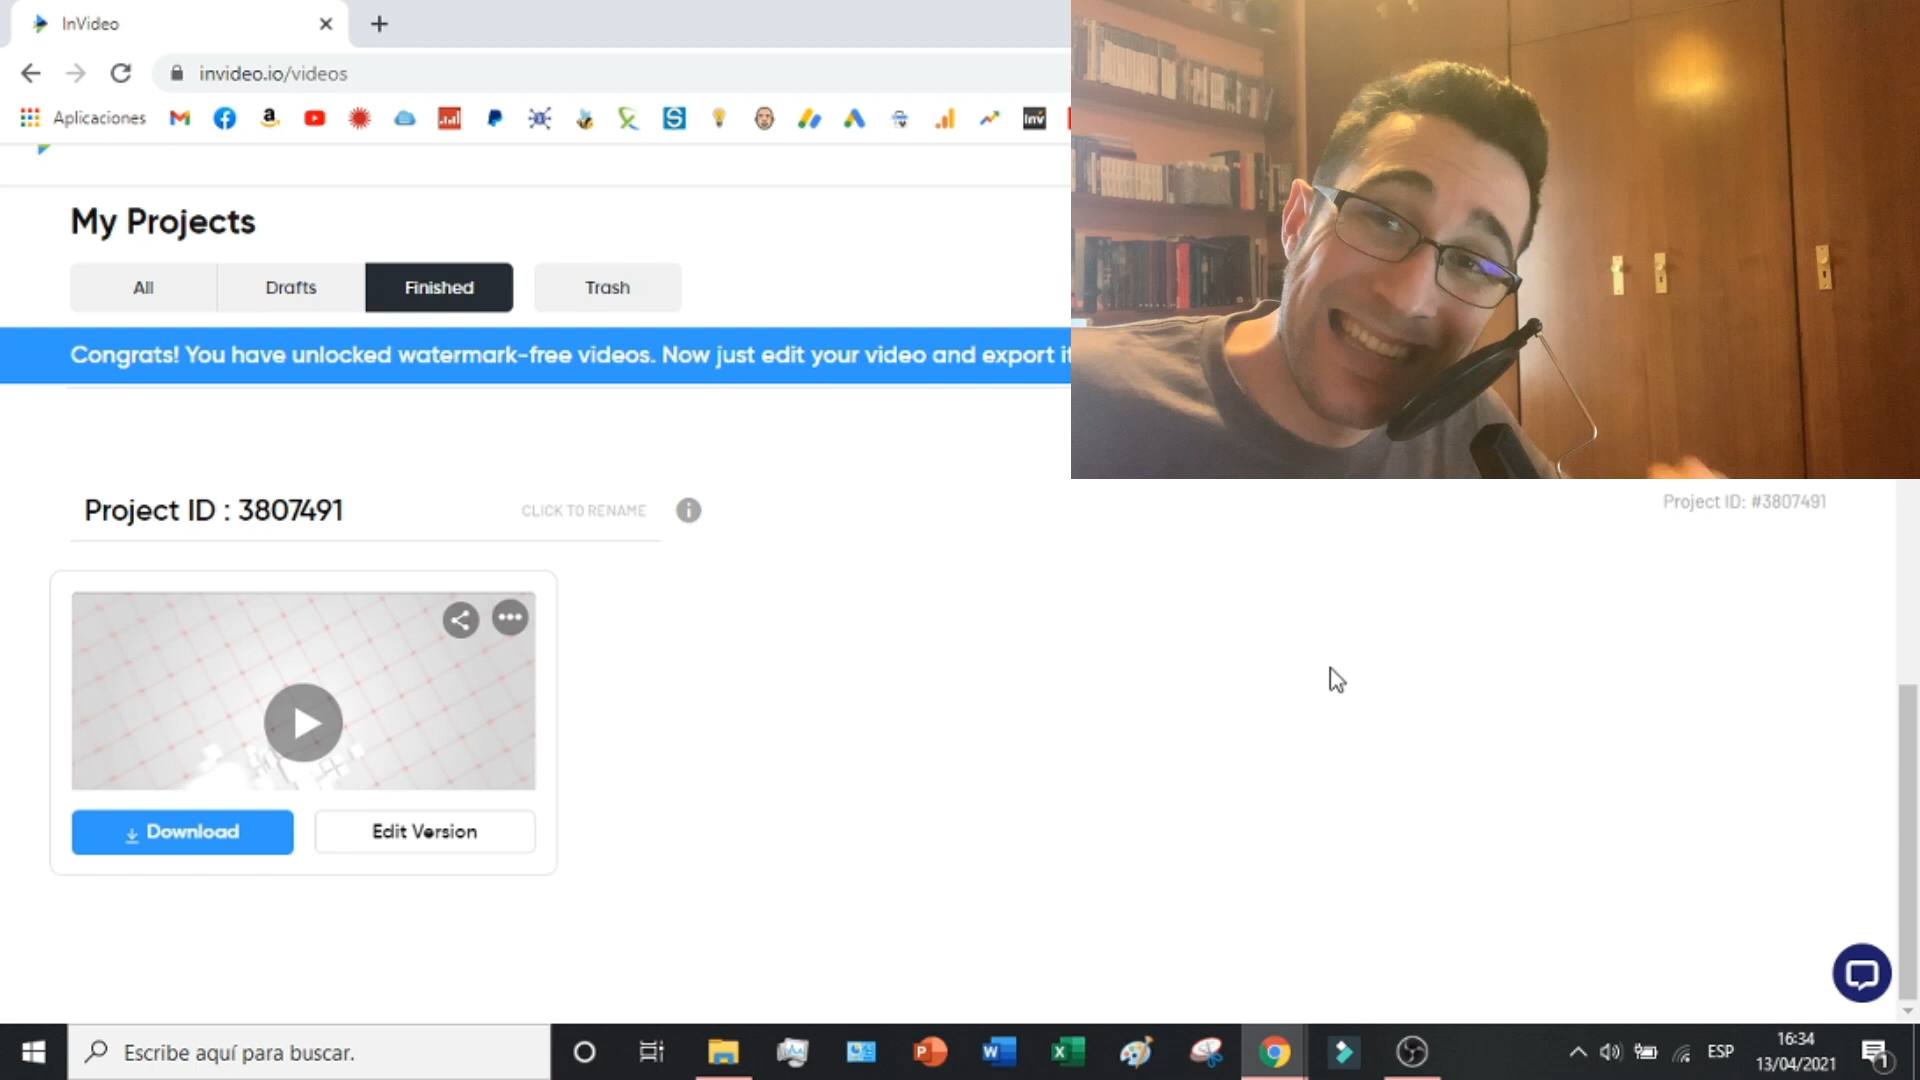 InVideo
invideo.io/videos
Aplicaciones
Inv
My Projects
All
Drafts
Finished
Trash
Congrats! You have unlocked watermark-free videos. Now just edit your video and export it
Project ID : 3807491
CLICK TO RENAME
Project ID: #3807491
Download
Edit Version
Escribe aquí para buscar.
ESP
16:34
13/04/2021
1